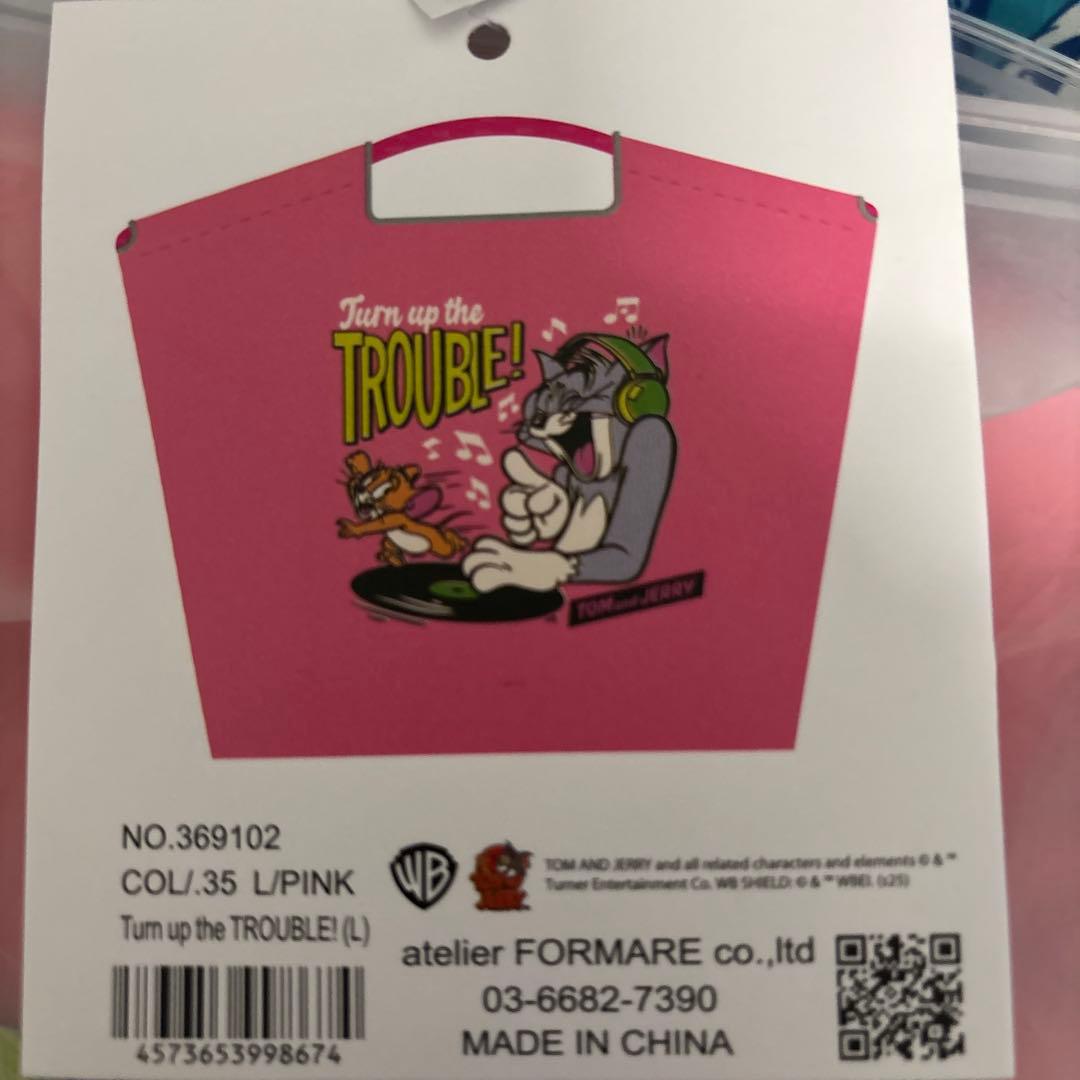 Turn up the
TROUBLE!
TOM and JERRY
NO.369102
COL/.35 L/PINK
Turn up the TROUBLE! (L)
4573653998674
WB
TOM AND JERRY and all related characters and elements © & ™
Turner Entertainment Co. WB SHIELD: © & ™ WBEI. (s25)
atelier FORMARE co.,ltd
03-6682-7390
MADE IN CHINA